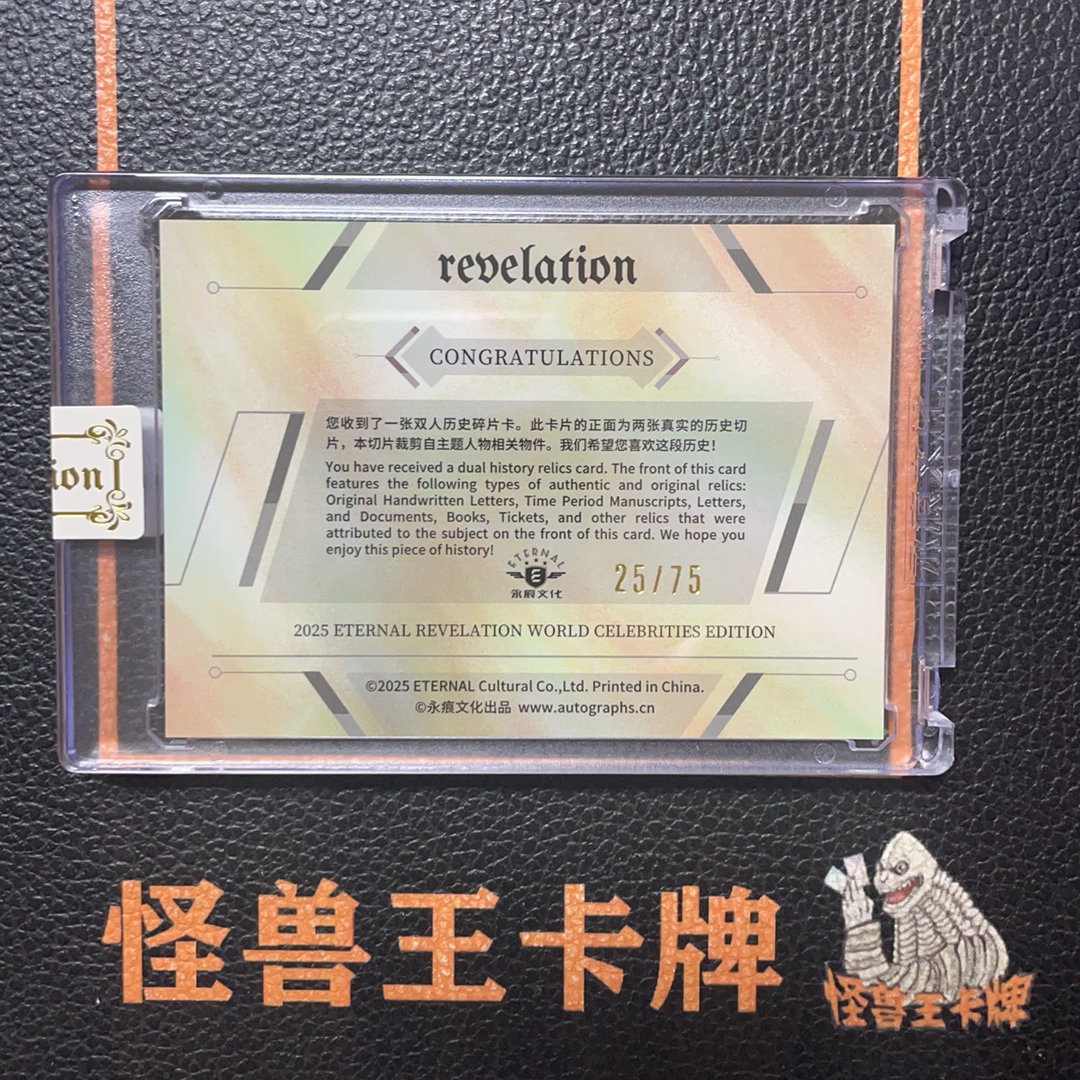 revelation
CONGRATULATIONS
您收到了一张双人历史碎片卡。此卡片的正面为两张真实的历史切
片，本切片裁剪自主题人物相关物件。我们希望您喜欢这段历史！
You have received a dual history relics card. The front of this card
features the following types of authentic and original relics:
Original Handwritten Letters, Time Period Manuscripts, Letters,
and Documents, Books, Tickets, and other relics that were
attributed to the subject on the front of this card. We hope you
enjoy this piece of history!
ETERNAL
E
永痕文化
25/75
ion
2025 ETERNAL REVELATION WORLD CELEBRITIES EDITION
©2025 ETERNAL Cultural Co.,Ltd. Printed in China.
©永痕文化出品 www.autographs.cn
怪兽王卡牌
怪兽王卡牌